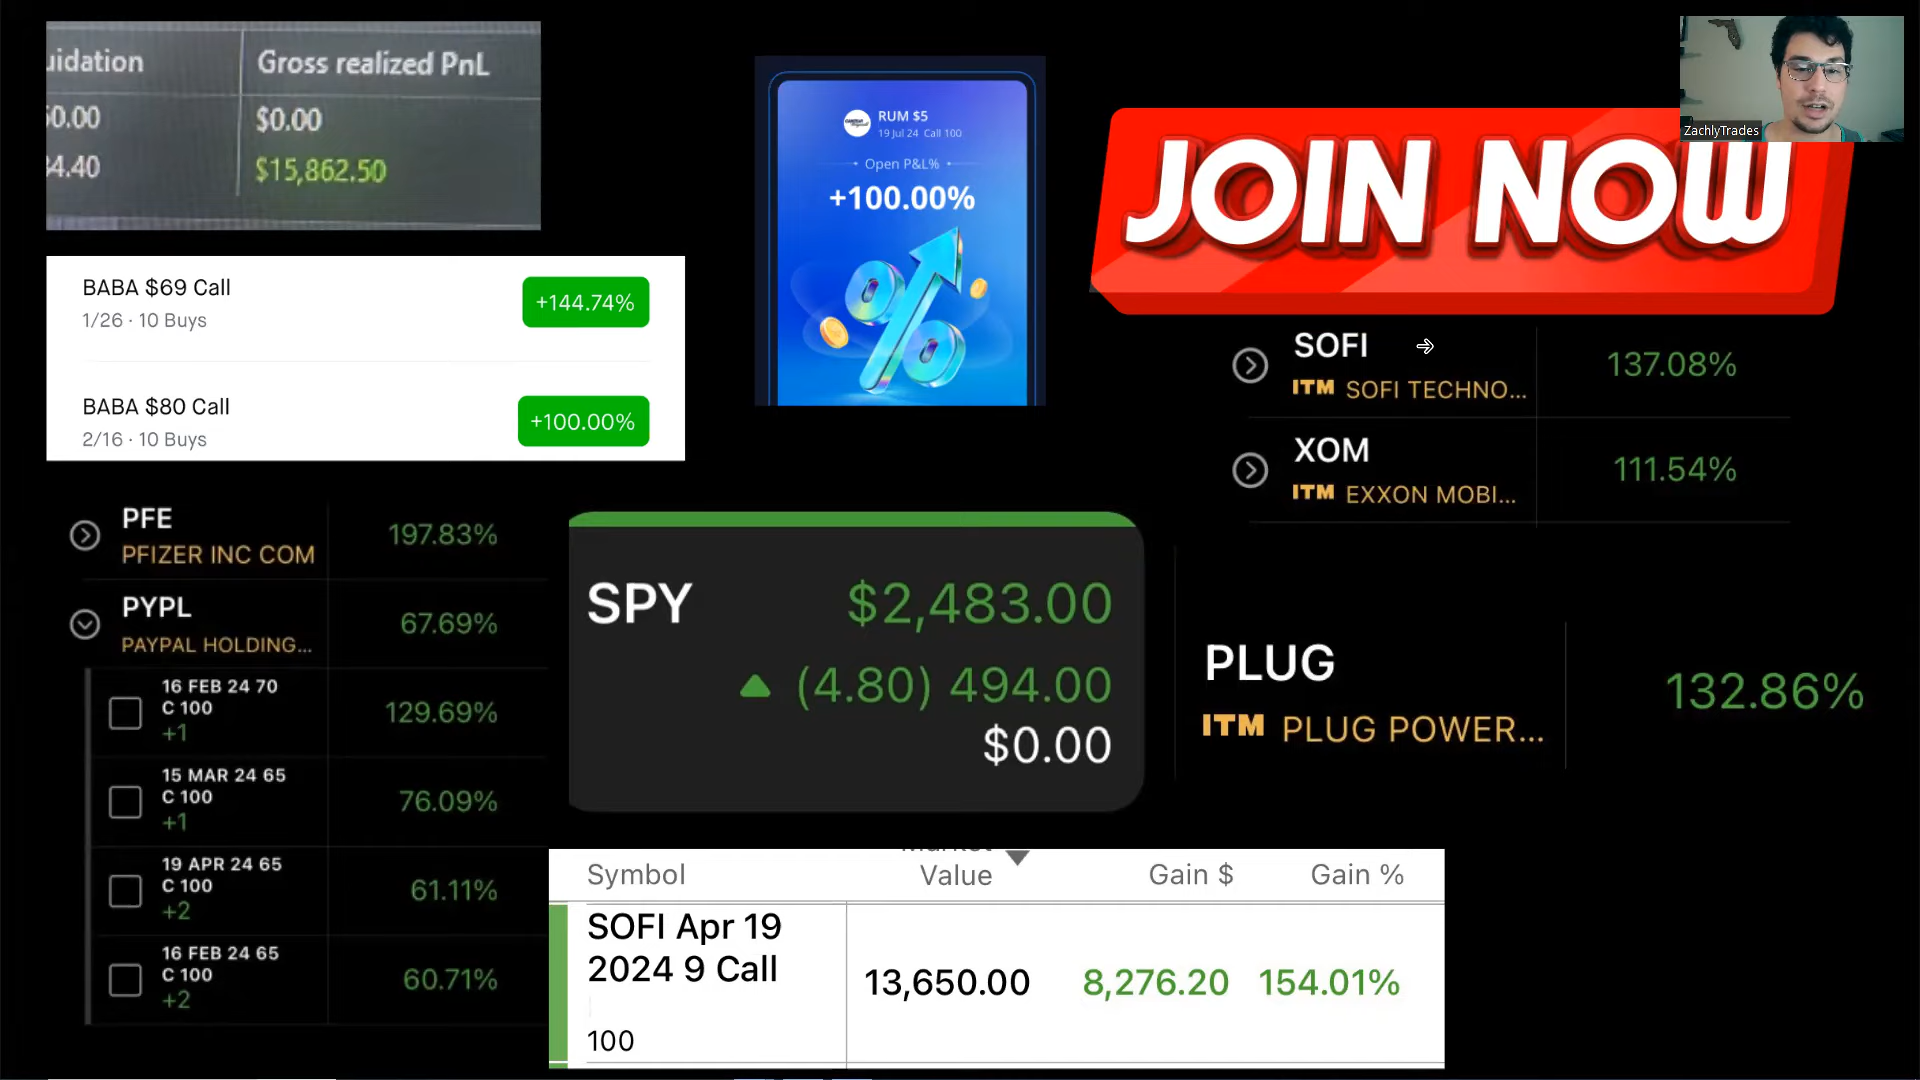 Gross realized PnL
$0.00
34.40
$15,862.50
BABA $69 Call
1/26 · 10 Buys
+144.74%
BABA $80 Call
2/16 · 10 Buys
+100.00%
RUM $5
19 Jul 24 Call 100
Open P&L%
+100.00%
JOIN NOW
ZachlyTrades
SOFI
ITM SOFI TECHNO...
137.08%
XOM
ITM EXXON MOBI...
111.54%
PFE
PFIZER INC COM
197.83%
PYPL
PAYPAL HOLDING...
67.69%
16 FEB 24 70
C 100
+1
129.69%
15 MAR 24 65
C 100
+1
76.09%
19 APR 24 65
C 100
+2
61.11%
16 FEB 24 65
C 100
+2
60.71%
SPY
$2,483.00
(4.80) 494.00
$0.00
PLUG
ITM PLUG POWER...
132.86%
Symbol
Value
Gain $
Gain %
SOFI Apr 19
2024 9 Call
100
13,650.00
8,276.20
154.01%